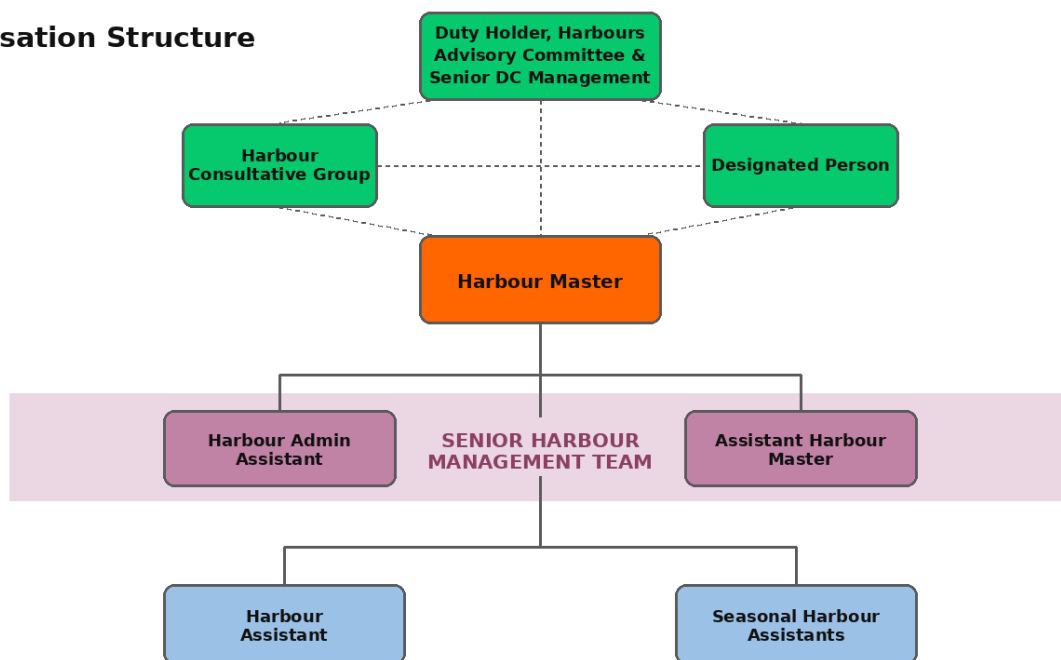 sation Structure
Duty Holder, Harbours
Advisory Committee &
Senior DC Management
Harbour
Consultative Group
Designated Person
Harbour Master
Harbour Admin
Assistant
SENIOR HARBOUR
MANAGEMENT TEAM
Assistant Harbour
Master
Harbour
Assistant
Seasonal Harbour
Assistants